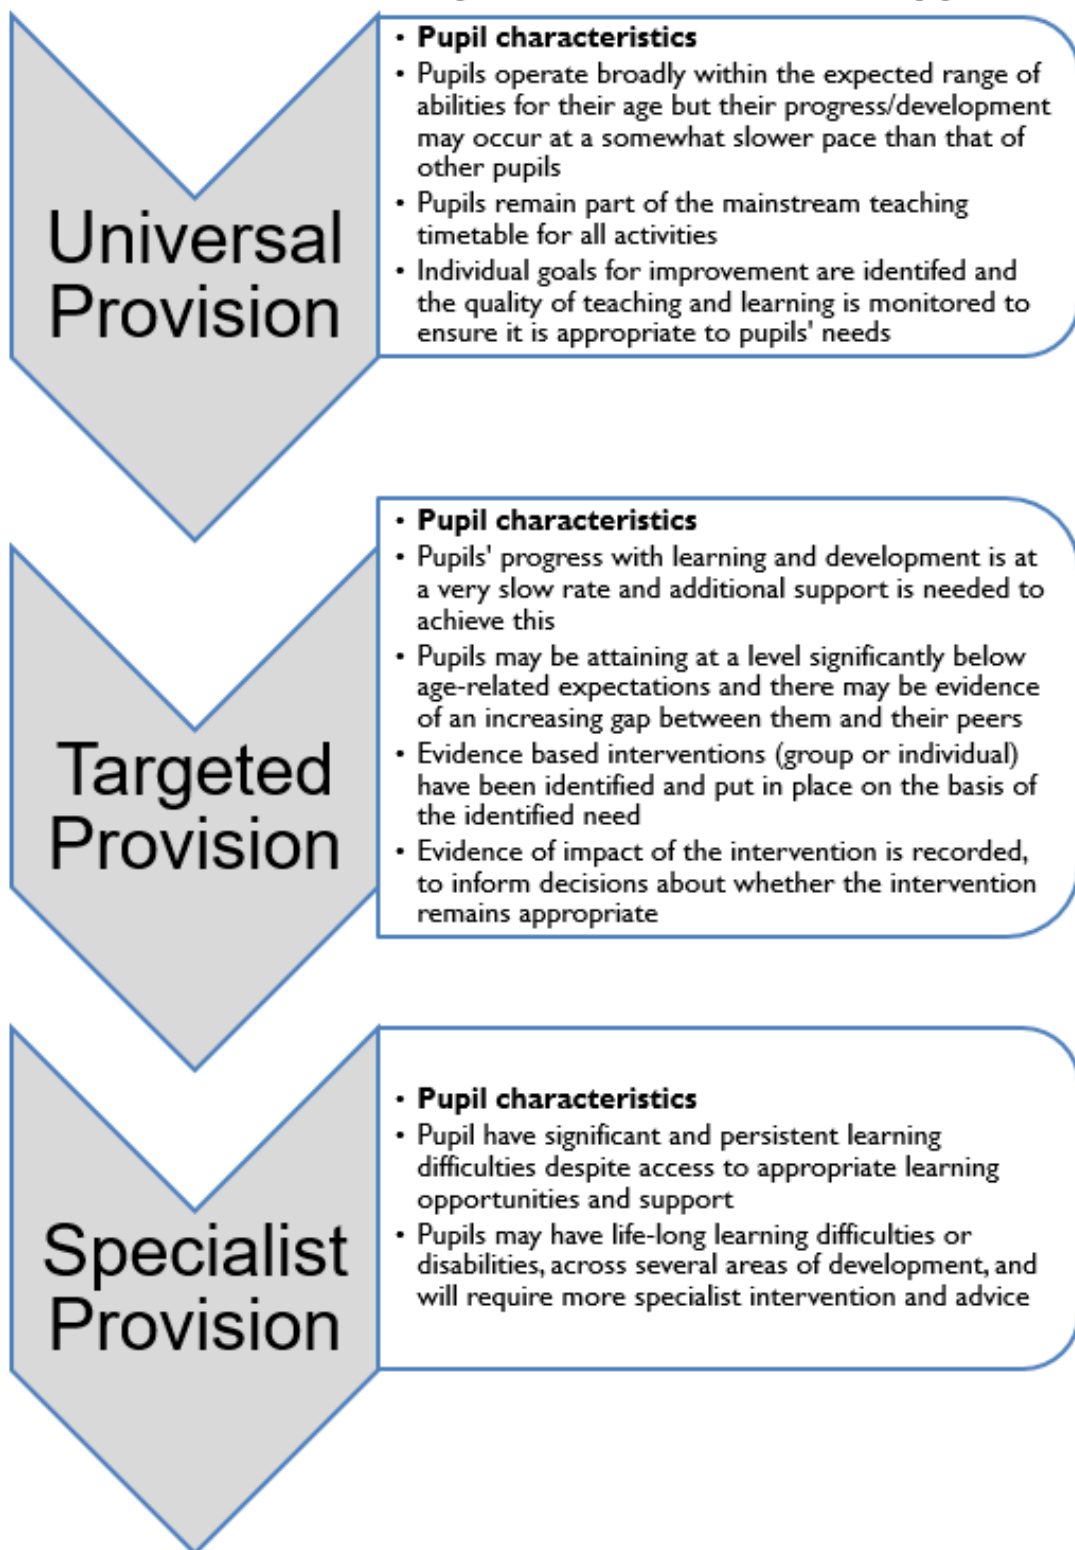 Universal
Provision
• Pupil characteristics
• Pupils operate broadly within the expected range of
abilities for their age but their progress/development
may occur at a somewhat slower pace than that of
other pupils
• Pupils remain part of the mainstream teaching
timetable for all activities
• Individual goals for improvement are identifed and
the quality of teaching and learning is monitored to
ensure it is appropriate to pupils' needs
Targeted
Provision
• Pupil characteristics
• Pupils' progress with learning and development is at
a very slow rate and additional support is needed to
achieve this
• Pupils may be attaining at a level significantly below
age-related expectations and there may be evidence
of an increasing gap between them and their peers
• Evidence based interventions (group or individual)
have been identified and put in place on the basis of
the identified need
• Evidence of impact of the intervention is recorded,
to inform decisions about whether the intervention
remains appropriate
Specialist
Provision
• Pupil characteristics
• Pupil have significant and persistent learning
difficulties despite access to appropriate learning
opportunities and support
• Pupils may have life-long learning difficulties or
disabilities, across several areas of development, and
will require more specialist intervention and advice